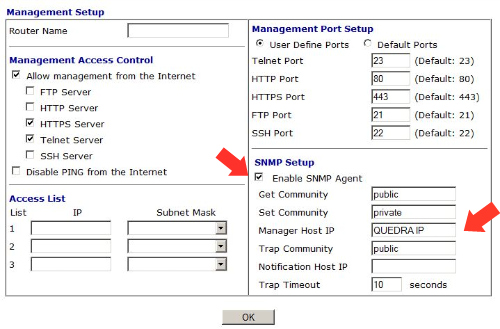 Management Setup
Router Name
Management Access Control
Allow management from the Internet
FTP Server
HTTP Server
HTTPS Server
Telnet Server
SSH Server
Disable PING from the Internet
Access List
List IP Subnet Mask
1
2
3
Management Port Setup
User Define Ports Default Ports
Telnet Port 23 (Default: 23)
HTTP Port 80 (Default: 80)
HTTPS Port 443 (Default: 443)
FTP Port 21 (Default: 21)
SSH Port 22 (Default: 22)
SNMP Setup
Enable SNMP Agent
Get Community public
Set Community private
Manager Host IP QUEDRA IP
Trap Community public
Notification Host IP
Trap Timeout 10 seconds
OK